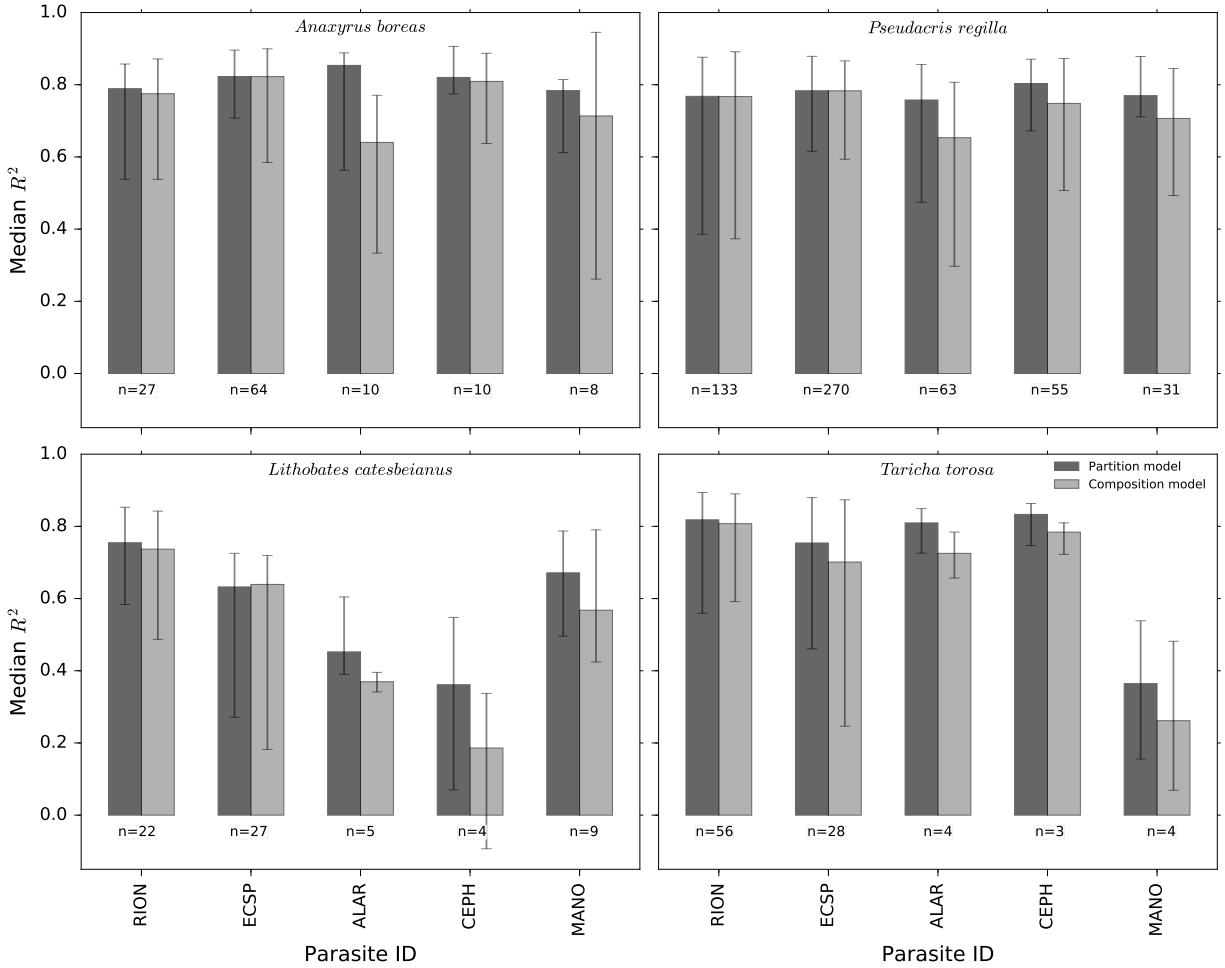 Anaxyrus boreas
Pseudacris regilla
1.0
0.8
0.6
0.4
0.2
0.0
Median R²
n=27 n=64 n=10 n=10 n=8
n=133 n=270 n=63 n=55 n=31
Lithobates catesbeianus
Taricha torosa
Partition model
Composition model
1.0
0.8
0.6
0.4
0.2
0.0
Median R²
n=22 n=27 n=5 n=4 n=9
n=56 n=28 n=4 n=3 n=4
RION ECSP ALAR CEPH MANO
RION ECSP ALAR CEPH MANO
Parasite ID
Parasite ID